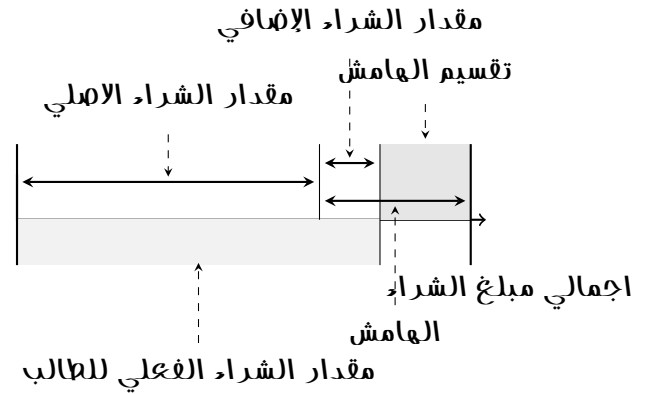 مقدار الشراء الإضافي
تقسيم الهامش
مقدار الشراء الاصلي
اجمالي مبلغ الشراء
الهامش
مقدار الشراء الفعلي للطالب